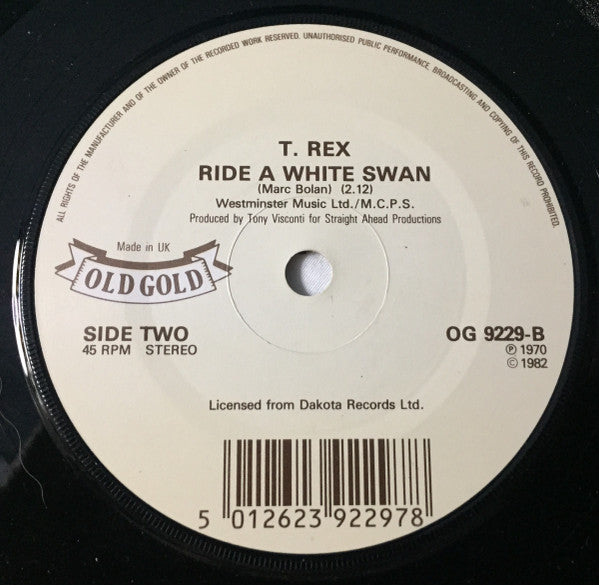 ALL RIGHTS OF THE MANUFACTURER AND OF THE OWNER OF THE RECORDED WORK RESERVED. UNAUTHORISED PUBLIC PERFORMANCE, BROADCASTING AND COPYING OF THIS RECORD PROHIBITED.
T. REX
RIDE A WHITE SWAN
(Marc Bolan) (2.12)
Westminster Music Ltd./M.C.P.S.
Produced by Tony Visconti for Straight Ahead Productions
Made in UK
OLD GOLD
SIDE TWO
OG 9229-B
45 RPM STEREO
℗ 1970
© 1982
Licensed from Dakota Records Ltd.
5 012623 922978